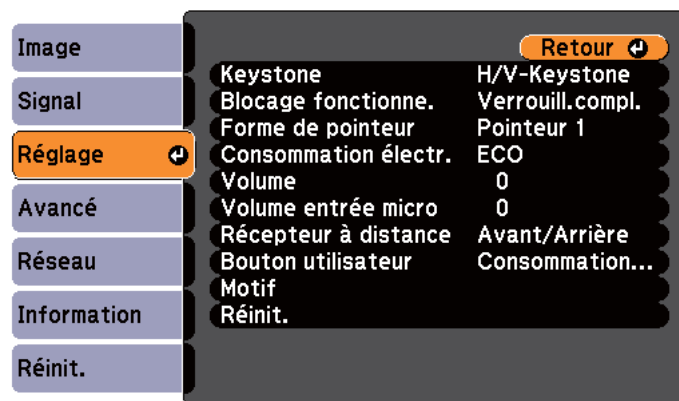 Image
Signal
Réglage
Avancé
Réseau
Information
Réinit.
Retour
Keystone H/V-Keystone
Blocage fonctionne. Verrouill.compl.
Forme de pointeur Pointeur 1
Consommation électr. ECO
Volume 0
Volume entrée micro 0
Récepteur à distance Avant/Arrière
Bouton utilisateur Consommation...
Motif
Réinit.